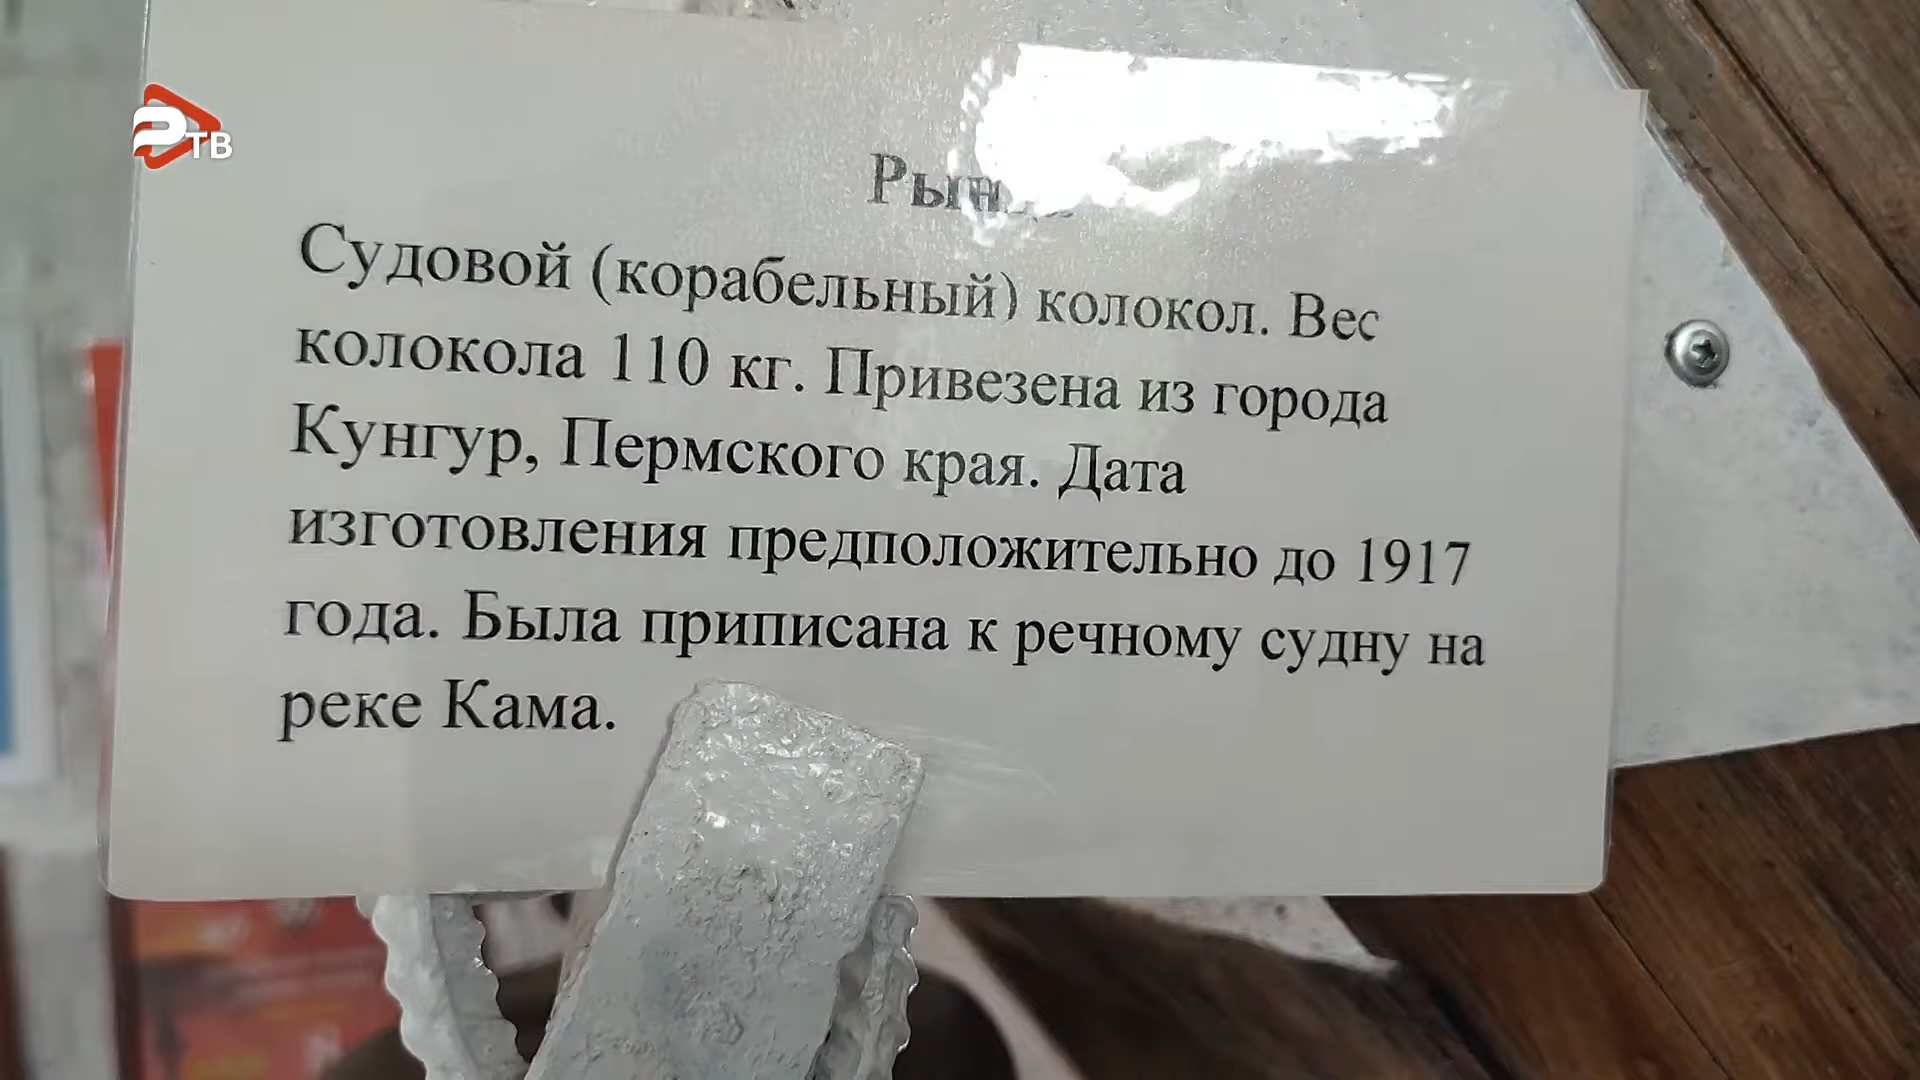 ТВ
Судовой (корабельный) колокол. Вес
колокола 110 кг. Привезена из города
Кунгур, Пермского края. Дата
изготовления предположительно до 1917
года. Была приписана к речному судну на
реке Кама.